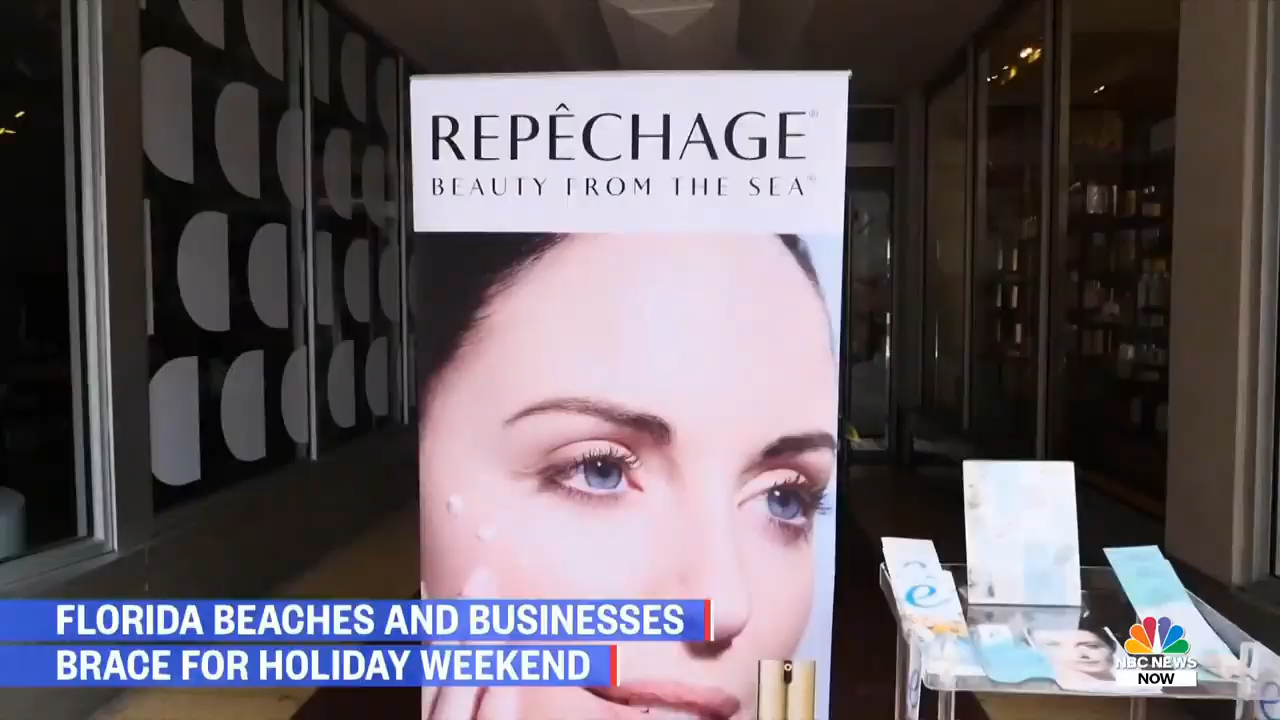 REPÊCHAGE®
BEAUTY FROM THE SEA®
FLORIDA BEACHES AND BUSINESSES
BRACE FOR HOLIDAY WEEKEND
e
NBC NEWS
NOW
e